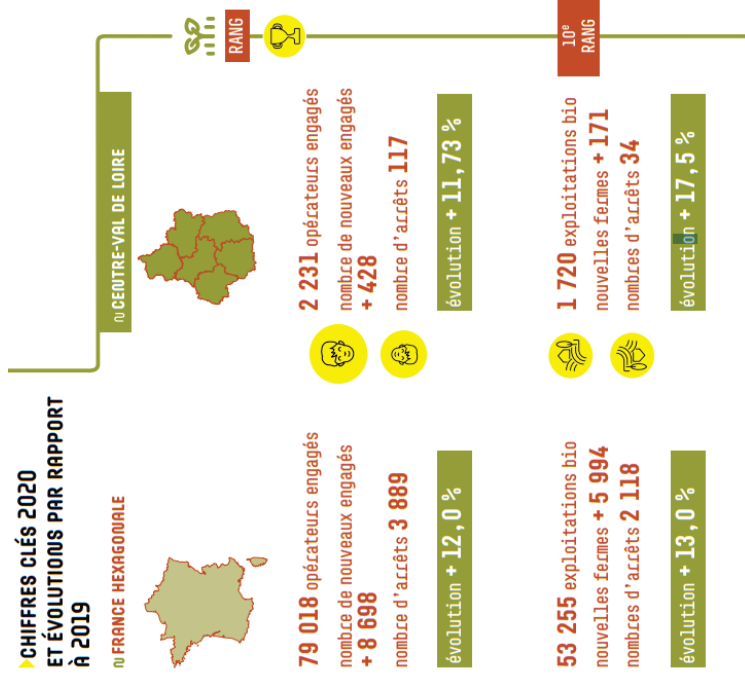 CHIFFRES CLÉS 2020
ET ÉVOLUTIONS PAR RAPPORT
À 2019
FRANCE HEXAGONALE
79 018 opérateurs engagés
nombre de nouveaux engagés
+ 8 698
nombre d'arrêts 3 889
évolution + 12,0 %
53 255 exploitations bio
nouvelles fermes + 5 994
nombres d'arrêts 2 118
évolution + 13,0 %
CENTRE-VAL DE LOIRE
2 231 opérateurs engagés
nombre de nouveaux engagés
+ 428
nombre d'arrêts 117
évolution + 11,73 %
1 720 exploitations bio
nouvelles fermes + 171
nombres d'arrêts 34
évolution + 17,5 %
RANG
10e
RANG